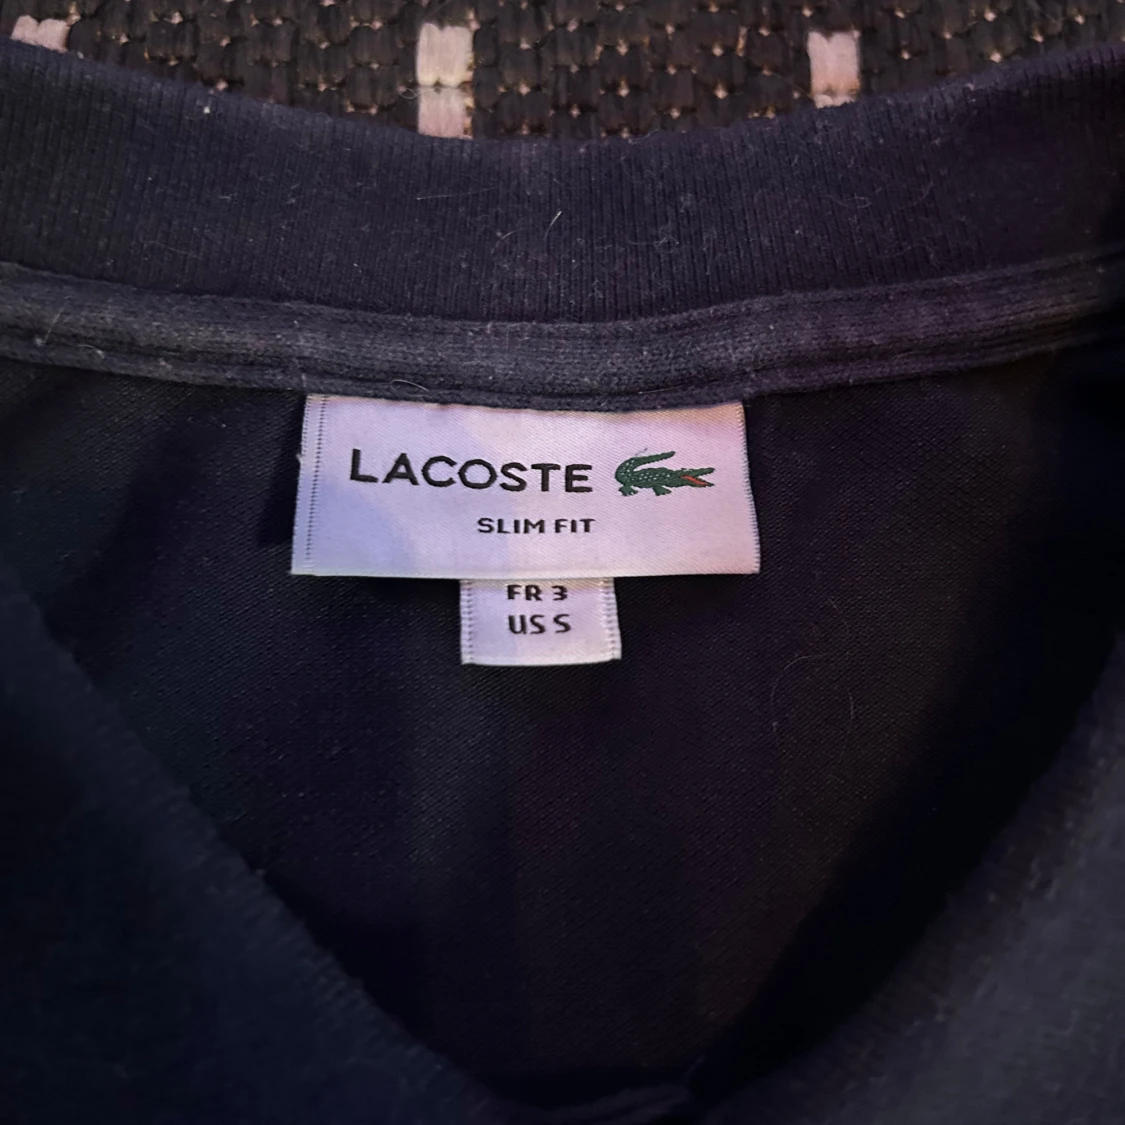 LACOSTE
SLIM FIT
FR 3
US S